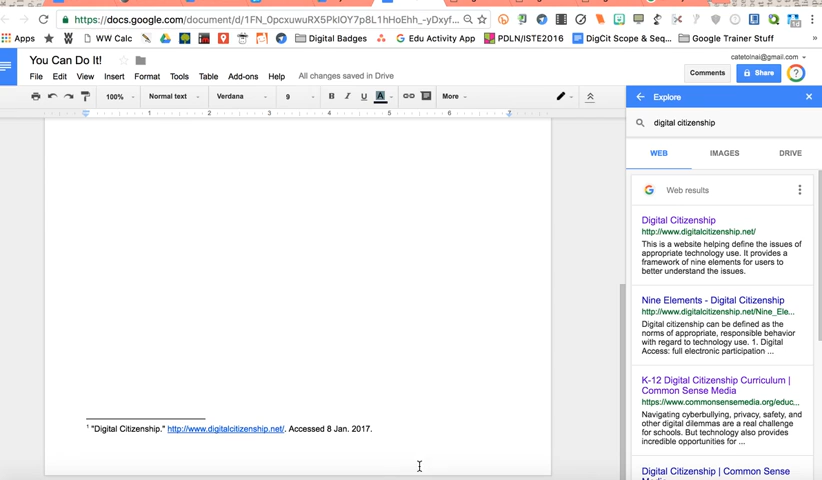 https://docs.google.com/document/d/1FN_0pcxuwuRX5PklOY7p8L1hHoEhh_-yDxyf...
Apps
WW Calc
Digital Badges
Edu Activity App
PDLN/ISTE2016
DigCit Scope & Seq...
Google Trainer Stuff
You Can Do It!
catetolnai@gmail.com
File Edit View Insert Format Tools Table Add-ons Help All changes saved in Drive
Comments
Share
100% Normal text Verdana 9 B I U A More
1 2 3 4 5 6 7
Explore
digital citizenship
WEB IMAGES DRIVE
Web results
Digital Citizenship
http://www.digitalcitizenship.net/
This is a website helping define the issues of
appropriate technology use. It provides a
framework of nine elements for users to
better understand the issues.
Nine Elements - Digital Citizenship
http://www.digitalcitizenship.net/Nine_Ele...
Digital citizenship can be defined as the
norms of appropriate, responsible behavior
with regard to technology use. 1. Digital
Access: full electronic participation ...
K-12 Digital Citizenship Curriculum |
Common Sense Media
https://www.commonsensemedia.org/educ...
Navigating cyberbullying, privacy, safety, and
other digital dilemmas are a real challenge
for schools. But technology also provides
incredible opportunities for ...
Digital Citizenship | Common Sense
1 "Digital Citizenship." http://www.digitalcitizenship.net/. Accessed 8 Jan. 2017.